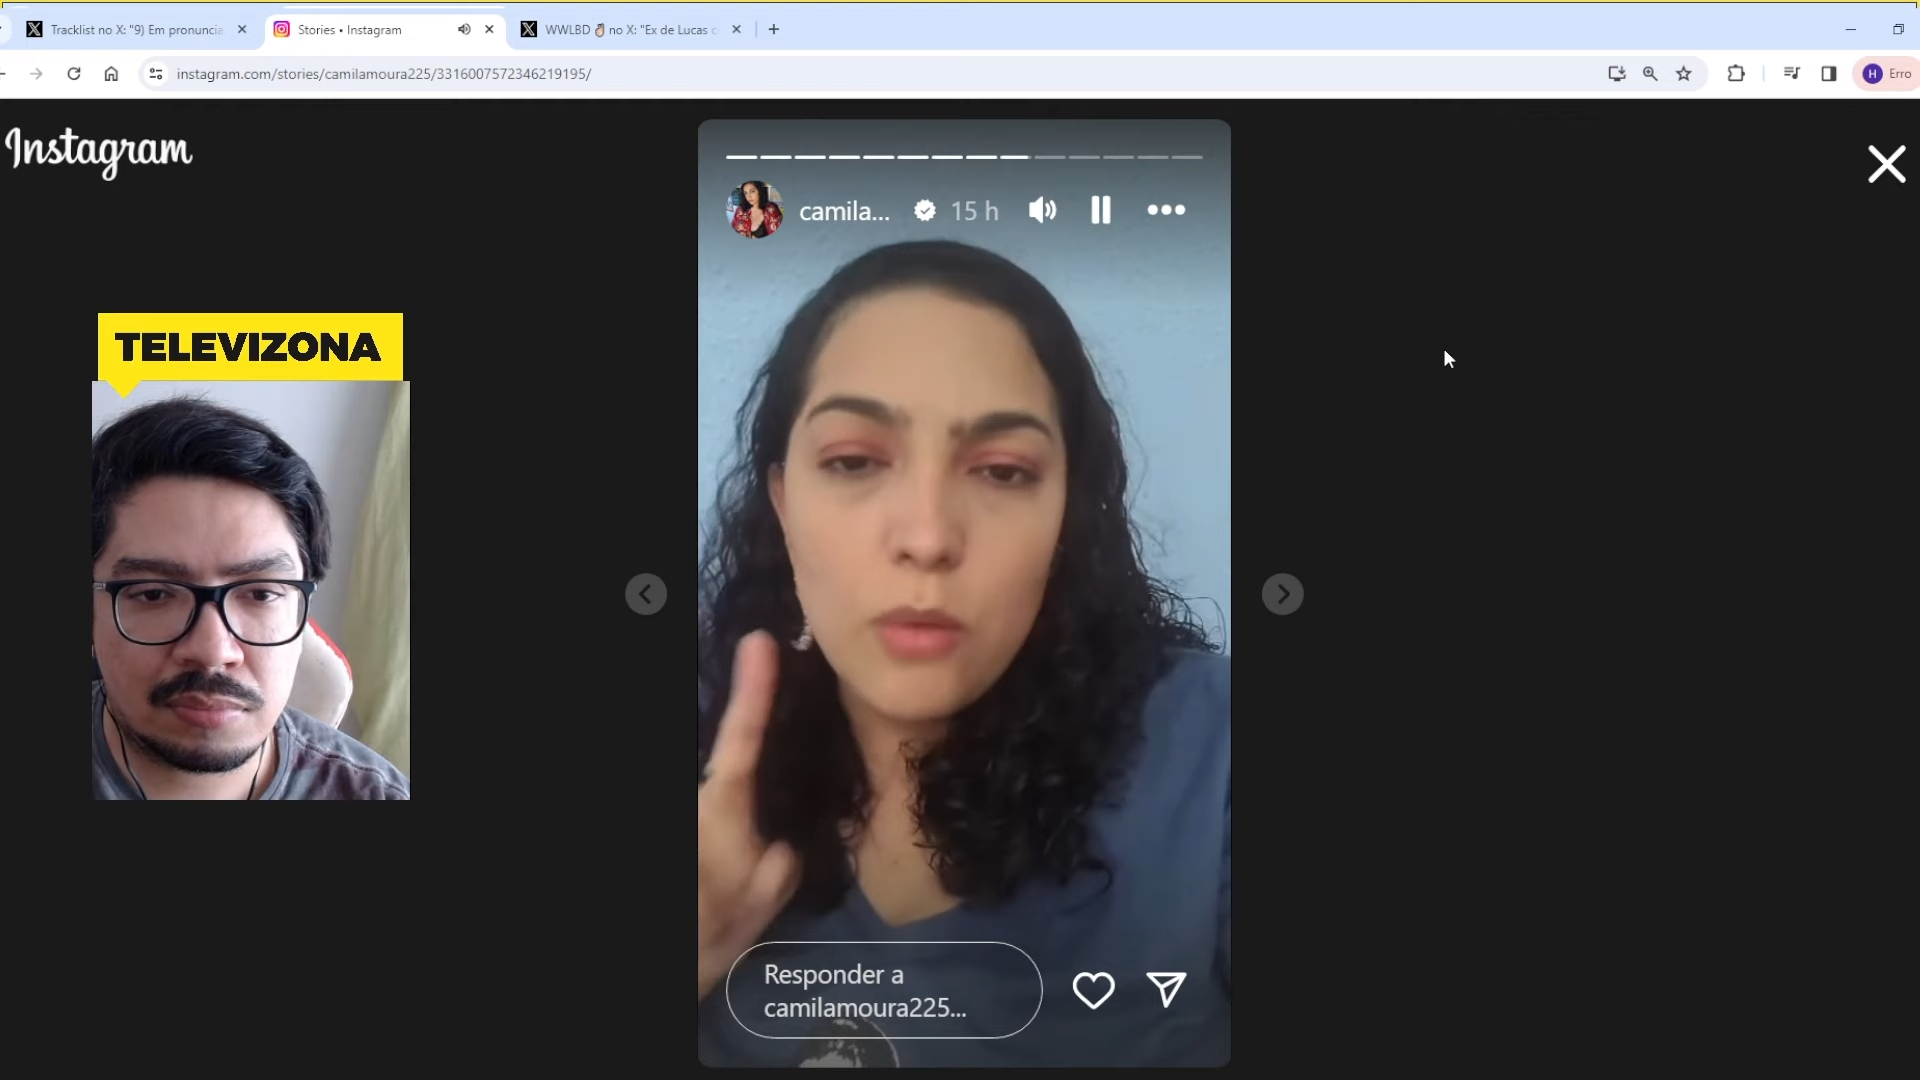 Tracklist no X: "9) Em pronuncia
Stories • Instagram
WWLBD no X: "Ex de Lucas
instagram.com/stories/camilamoura225/3316007572346219195/
H Erro
Instagram
camila... 15 h
TELEVIZONA
Responder a
camilamoura225...